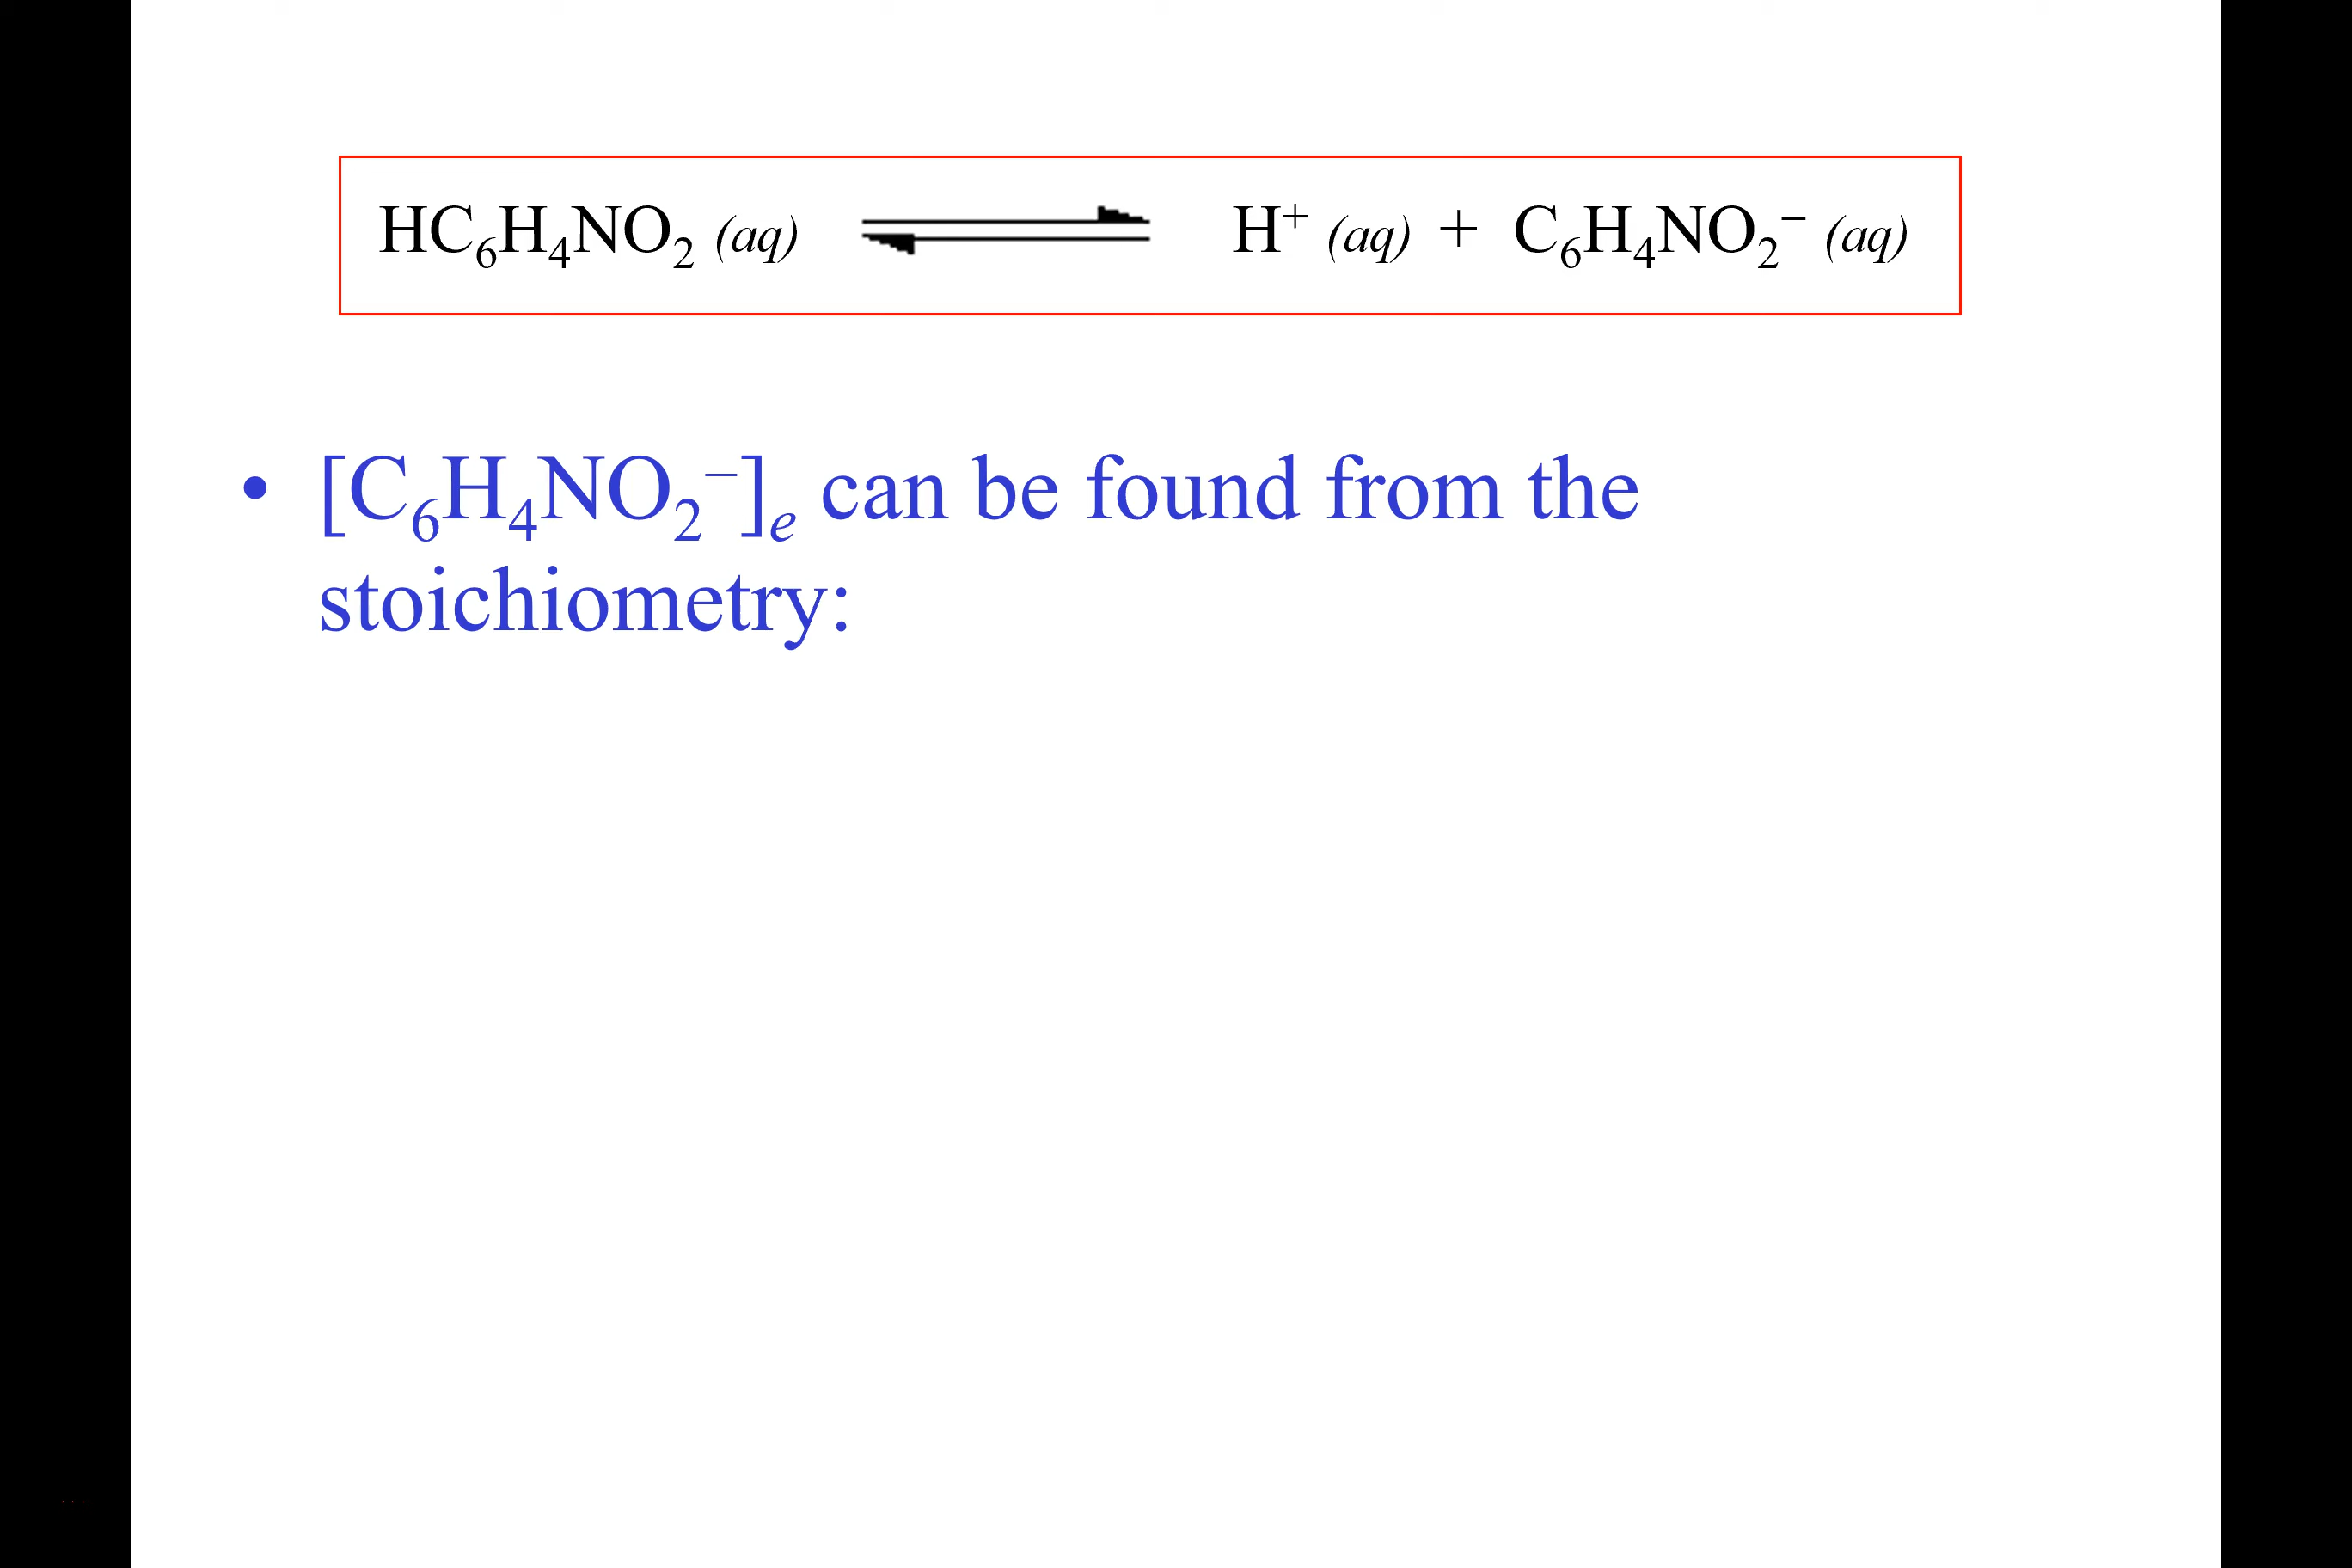 HC₆H₄NO₂ (aq) ⇌ H⁺ (aq) + C₆H₄NO₂⁻ (aq)
• [C₆H₄NO₂⁻]ₑ can be found from the
stoichiometry: